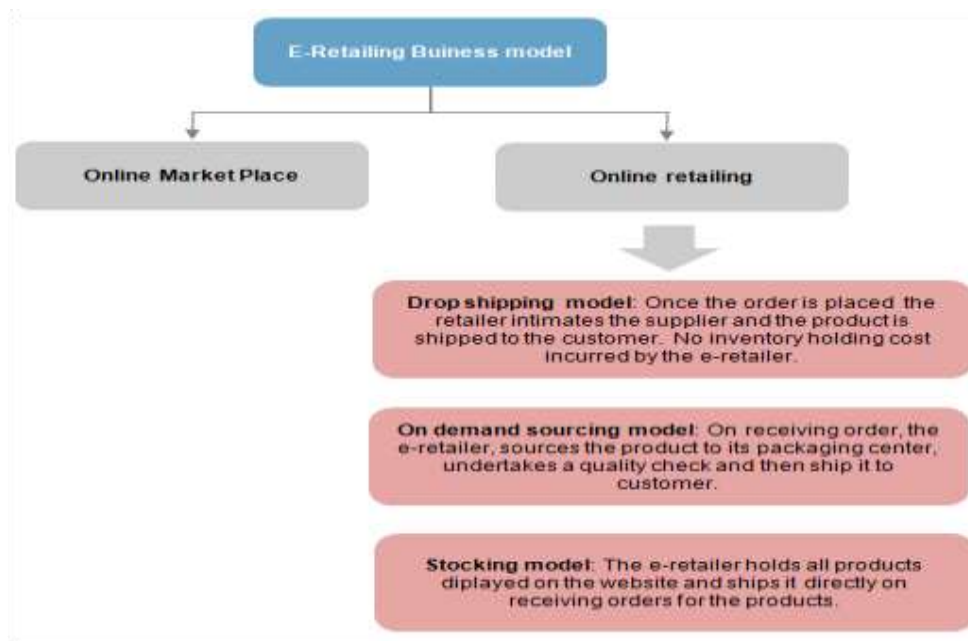 E-Retailing Buiness model
Online Market Place
Online retailing
Drop shipping model: Once the order is placed the
retailer intimates the supplier and the product is
shipped to the customer. No inventory holding cost
incurred by the e-retailer.
On demand sourcing model: On receiving order, the
e-retailer, sources the product to its packaging center,
undertakes a quality check and then ship it to
customer.
Stocking model: The e-retailer holds all products
diplayed on the website and ships it directly on
receiving orders for the products.